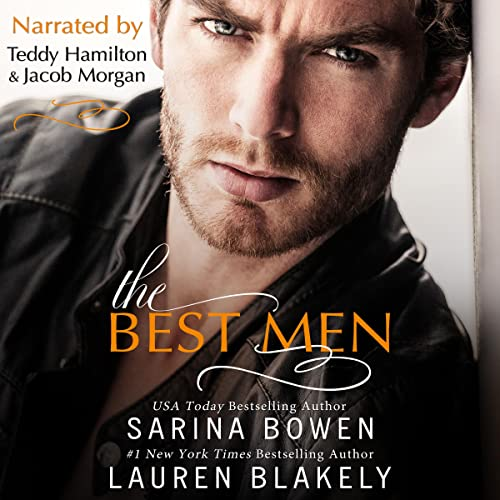 Narrated by
Teddy Hamilton
& Jacob Morgan
the
BEST MEN
USA Today Bestselling Author
SARINA BOWEN
#1 New York Times Bestselling Author
LAUREN BLAKELY